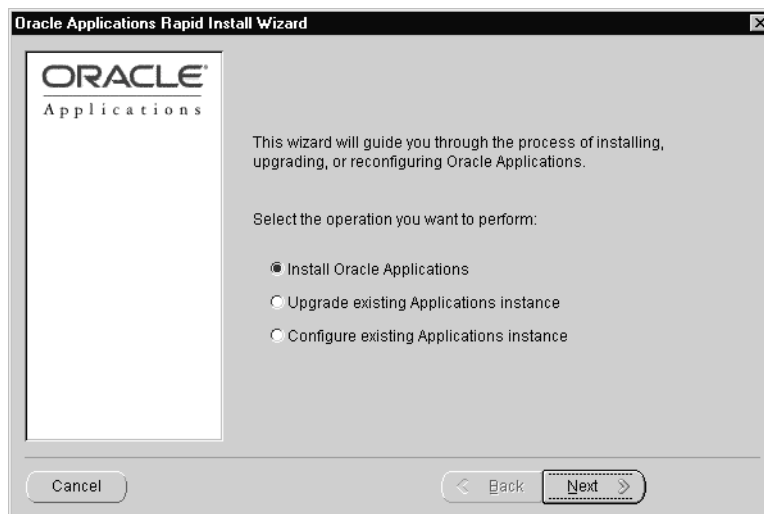 Oracle Applications Rapid Install Wizard
ORACLE
Applications
This wizard will guide you through the process of installing,
upgrading, or reconfiguring Oracle Applications.
Select the operation you want to perform:
Install Oracle Applications
Upgrade existing Applications instance
Configure existing Applications instance
Cancel
Back
Next